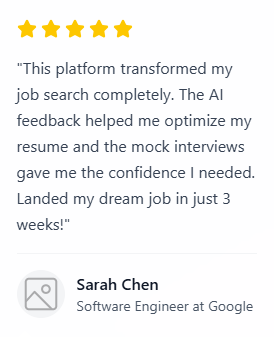 "This platform transformed my
job search completely. The AI
feedback helped me optimize my
resume and the mock interviews
gave me the confidence I needed.
Landed my dream job in just 3
weeks!"
Sarah Chen
Software Engineer at Google